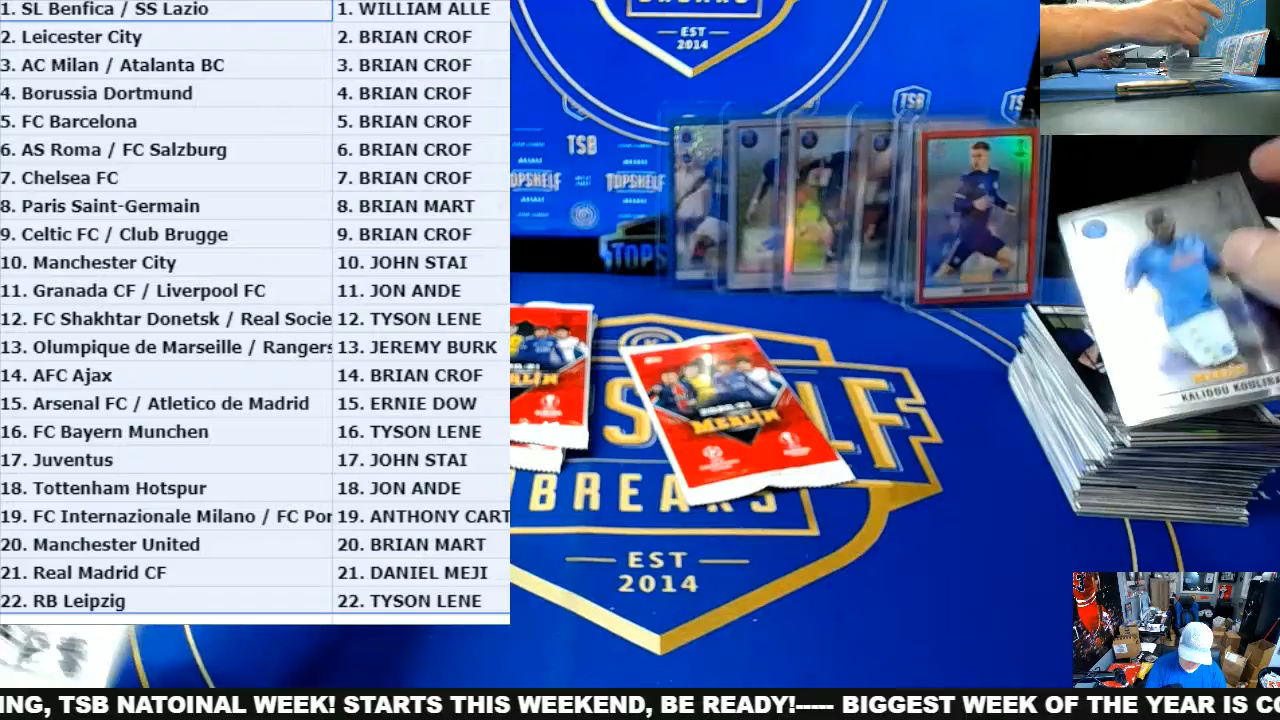 1. SL Benfica / SS Lazio 1. WILLIAM ALLE
2. Leicester City 2. BRIAN CROF
3. AC Milan / Atalanta BC 3. BRIAN CROF
4. Borussia Dortmund 4. BRIAN CROF
5. FC Barcelona 5. BRIAN CROF
6. AS Roma / FC Salzburg 6. BRIAN CROF
7. Chelsea FC 7. BRIAN CROF
8. Paris Saint-Germain 8. BRIAN MART
9. Celtic FC / Club Brugge 9. BRIAN CROF
10. Manchester City 10. JOHN STAI
11. Granada CF / Liverpool FC 11. JON ANDE
12. FC Shakhtar Donetsk / Real Socie 12. TYSON LENE
13. Olumpique de Marseille / Rangers 13. JEREMY BURK
14. AFC Ajax 14. BRIAN CROF
15. Arsenal FC / Atletico de Madrid 15. ERNIE DOW
16. FC Bayern Munchen 16. TYSON LENE
17. Juventus 17. JOHN STAI
18. Tottenham Hotspur 18. JON ANDE
19. FC Internazionale Milano / FC Por 19. ANTHONY CART
20. Manchester United 20. BRIAN MART
21. Real Madrid CF 21. DANIEL MEJI
22. RB Leipzig 22. TYSON LENE
EST
2014
TSB
TSB
TOPSHELF
TOPS
MERLIN
KALIDOU KOULIBA
BREAKS
EST
2014
ING, TSB NATOINAL WEEK! STARTS THIS WEEKEND, BE READY!----- BIGGEST WEEK OF THE YEAR IS CO